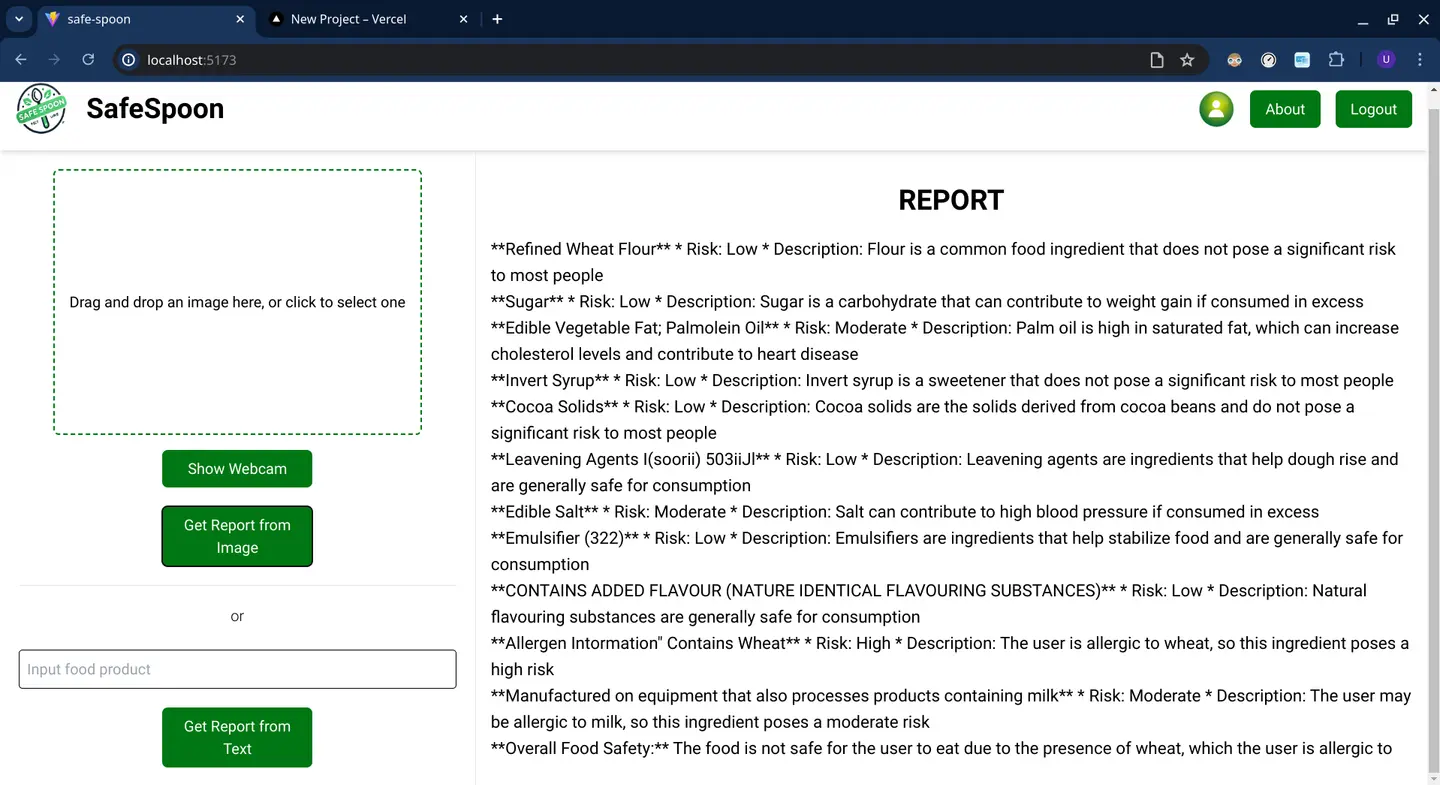 safe-spoon
New Project – Vercel
localhost:5173
U
SAFE SPOON
SafeSpoon
About
Logout
Drag and drop an image here, or click to select one
Show Webcam
Get Report from
Image
or
Input food product
Get Report from
Text
REPORT
**Refined Wheat Flour** * Risk: Low * Description: Flour is a common food ingredient that does not pose a significant risk
to most people
**Sugar** * Risk: Low * Description: Sugar is a carbohydrate that can contribute to weight gain if consumed in excess
**Edible Vegetable Fat; Palmolein Oil** * Risk: Moderate * Description: Palm oil is high in saturated fat, which can increase
cholesterol levels and contribute to heart disease
**Invert Syrup** * Risk: Low * Description: Invert syrup is a sweetener that does not pose a significant risk to most people
**Cocoa Solids** * Risk: Low * Description: Cocoa solids are the solids derived from cocoa beans and do not pose a
significant risk to most people
**Leavening Agents I(soorii) 503iiJl** * Risk: Low * Description: Leavening agents are ingredients that help dough rise and
are generally safe for consumption
**Edible Salt** * Risk: Moderate * Description: Salt can contribute to high blood pressure if consumed in excess
**Emulsifier (322)** * Risk: Low * Description: Emulsifiers are ingredients that help stabilize food and are generally safe for
consumption
**CONTAINS ADDED FLAVOUR (NATURE IDENTICAL FLAVOURING SUBSTANCES)** * Risk: Low * Description: Natural
flavouring substances are generally safe for consumption
**Allergen Intormation" Contains Wheat** * Risk: High * Description: The user is allergic to wheat, so this ingredient poses a
high risk
**Manufactured on equipment that also processes products containing milk** * Risk: Moderate * Description: The user may
be allergic to milk, so this ingredient poses a moderate risk
**Overall Food Safety:** The food is not safe for the user to eat due to the presence of wheat, which the user is allergic to